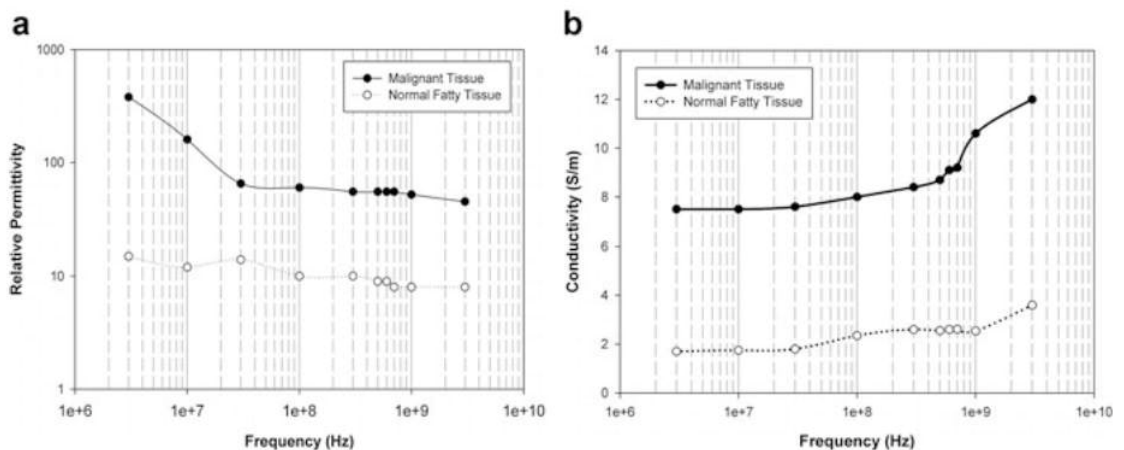 a
1000
100
10
1
Relative Permittivity
Malignant Tissue
Normal Fatty Tissue
1e+6 1e+7 1e+8 1e+9 1e+10
Frequency (Hz)
b
14
12
10
8
6
4
2
0
Conductivity (S/m)
Malignant Tissue
Normal Fatty Tissue
1e+6 1e+7 1e+8 1e+9 1e+10
Frequency (Hz)